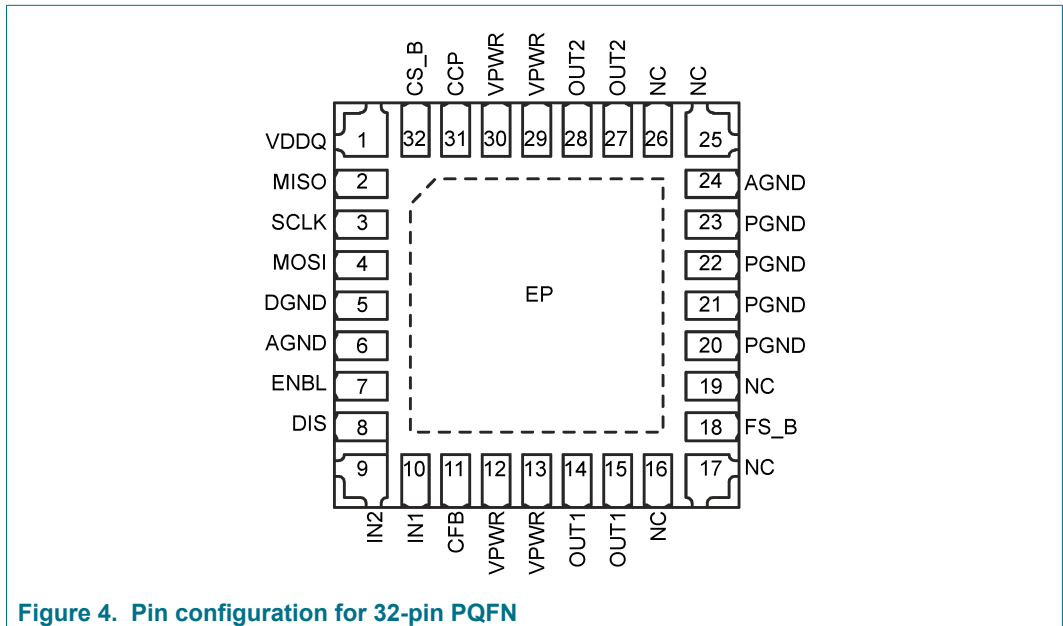 CS_B
CCP
VPWR
VPWR
OUT2
OUT2
NC
NC
32
31
30
29
28
27
26
VDDQ 1
25
MISO 2
24 AGND
SCLK 3
23 PGND
MOSI 4
22 PGND
DGND 5
EP
21 PGND
AGND 6
20 PGND
ENBL 7
19 NC
DIS 8
18 FS_B
9
10
11
12
13
14
15
16
17 NC
IN2
IN1
CFB
VPWR
VPWR
OUT1
OUT1
NC
Figure 4. Pin configuration for 32-pin PQFN